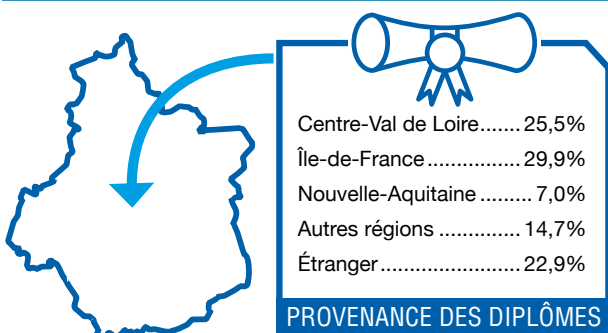 Centre-Val de Loire....... 25,5%
Île-de-France............... 29,9%
Nouvelle-Aquitaine......... 7,0%
Autres régions.............. 14,7%
Étranger....................... 22,9%
PROVENANCE DES DIPLÔMES